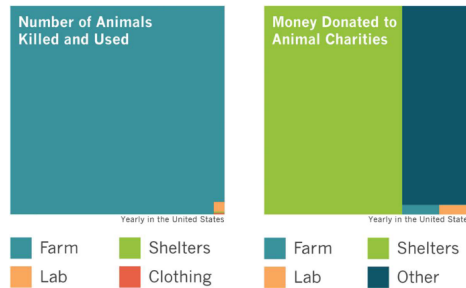 Number of Animals
Killed and Used
Yearly in the United States
Farm
Shelters
Lab
Clothing
Money Donated to
Animal Charities
Yearly in the United States
Farm
Shelters
Lab
Other